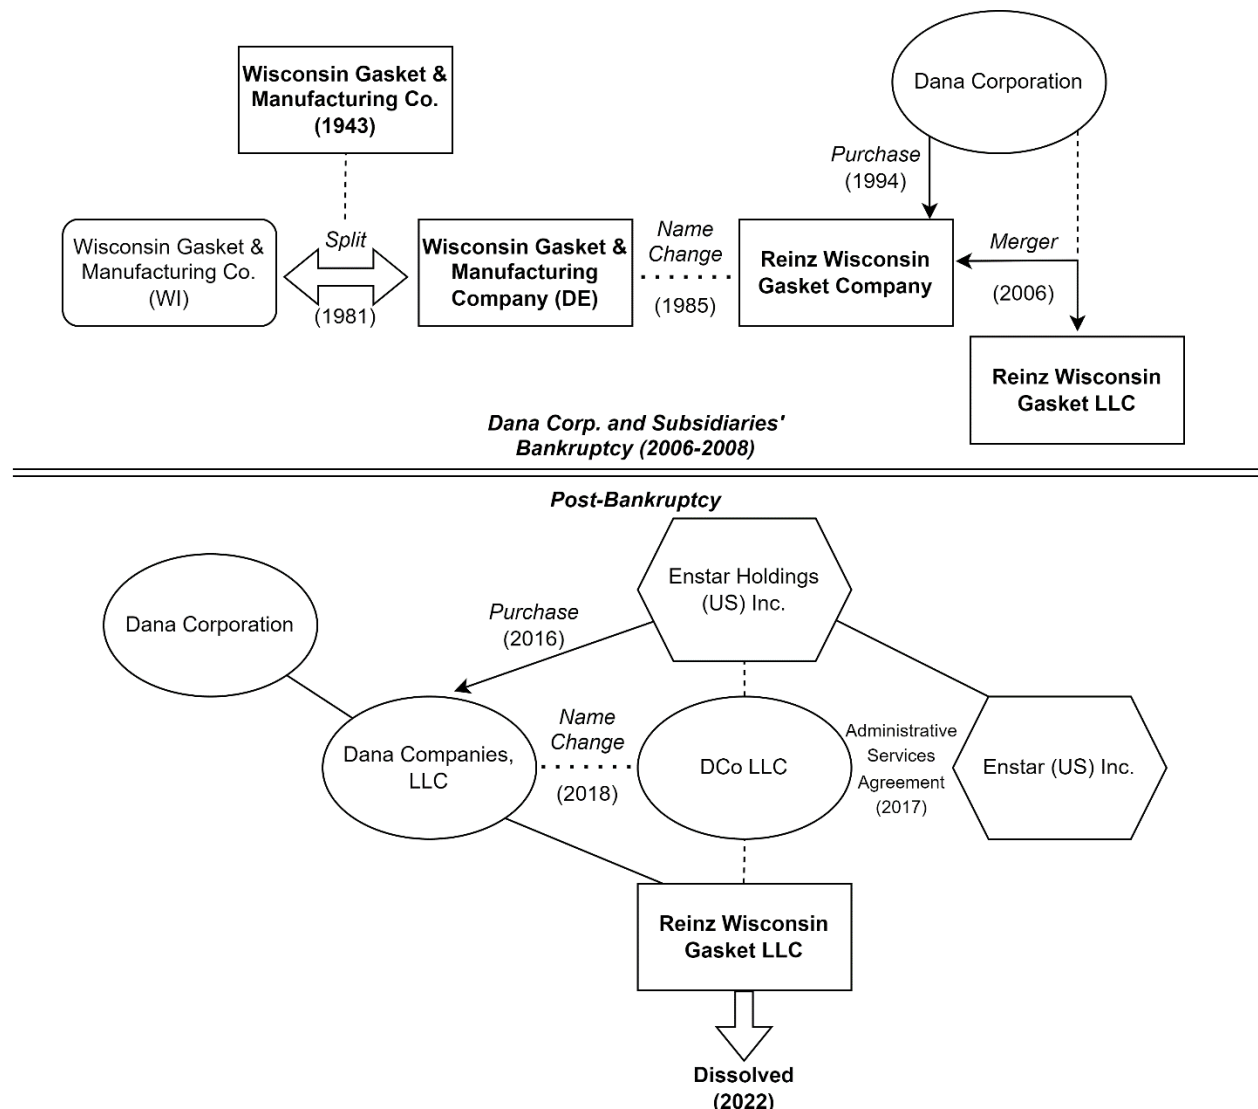 Wisconsin Gasket &
Manufacturing Co.
(1943)
Dana Corporation
Purchase
(1994)
Wisconsin Gasket &
Manufacturing Co.
(WI)
Split
(1981)
Wisconsin Gasket &
Manufacturing
Company (DE)
Name
Change
(1985)
Reinz Wisconsin
Gasket Company
Merger
(2006)
Reinz Wisconsin
Gasket LLC
Dana Corp. and Subsidiaries'
Bankruptcy (2006-2008)
Post-Bankruptcy
Enstar Holdings
(US) Inc.
Dana Corporation
Purchase
(2016)
Dana Companies,
LLC
Name
Change
(2018)
DCo LLC
Administrative
Services
Agreement
(2017)
Enstar (US) Inc.
Reinz Wisconsin
Gasket LLC
Dissolved
(2022)